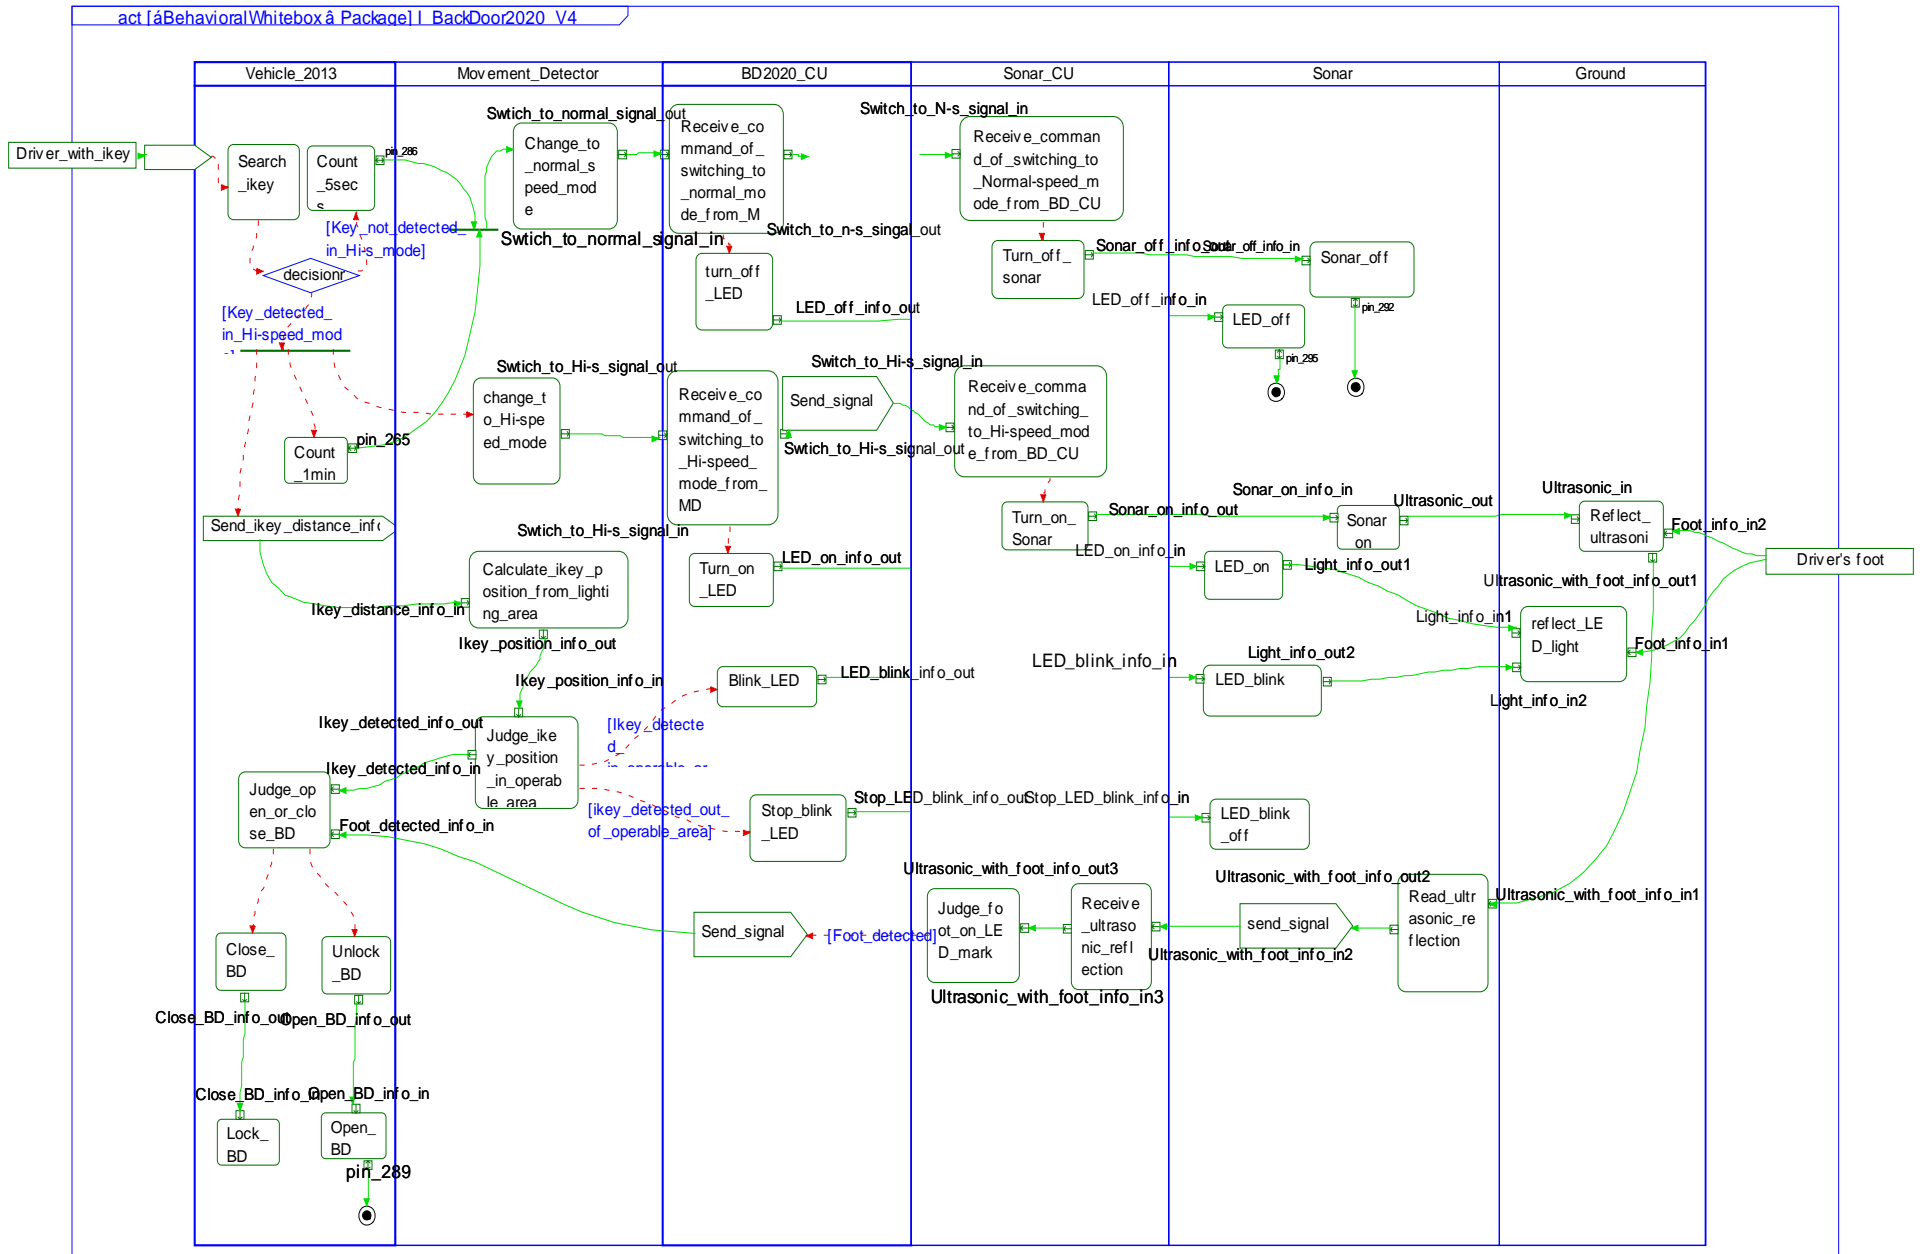 act [áBehavioralWhitebox â Package] I_BackDoor2020_V4
Vehicle_2013
Movement_Detector
BD2020_CU
Sonar_CU
Sonar
Ground
Driver_with_ikey
Search
_ikey
Count
_5sec
s
pin_286
[Key_not_detected_
in_Hi-s_mode]
decisionr
[Key_detected_
in_Hi-speed_mod
Swtich_to_normal_signal_out
Change_to
_normal_s
peed_mod
e
Swtich_to_normal_signal_in
Receive_co
mmand_of_
switching_to
_normal_mo
de_from_M
Switch_to_n-s_singal_out
turn_off
_LED
LED_off_info_out
Switch_to_N-s_signal_in
Receive_comman
d_of_switching_to
_Normal-speed_m
ode_from_BD_CU
Turn_off_
sonar
Sonar_off_info_out
Sonar_off_info_in
Sonar_off
pin_292
LED_off_info_in
LED_off
pin_295
Swtich_to_Hi-s_signal_out
change_t
o_Hi-spe
ed_mode
Count
_1min
pin_265
Receive_co
mmand_of_
switching_to
_Hi-speed_
mode_from_
MD
Switch_to_Hi-s_signal_in
Send_signal
Swtich_to_Hi-s_signal_out
Receive_comma
nd_of_switching_
to_Hi-speed_mod
e_from_BD_CU
Send_ikey_distance_info
Swtich_to_Hi-s_signal_in
Turn_on_
Sonar
Sonar_on_info_out
Sonar_on_info_in
Sonar
on
Ultrasonic_out
Ultrasonic_in
Reflect_
ultrasoni
Foot_info_in2
Driver's foot
Calculate_ikey_p
osition_from_lighti
ng_area
Ikey_distance_info_in
Turn_on
_LED
LED_on_info_out
LED_on_info_in
LED_on
Light_info_out1
Ultrasonic_with_foot_info_out1
Light_info_in1
reflect_LE
D_light
Foot_info_in1
Ikey_position_info_out
Ikey_position_info_in
Blink_LED
LED_blink_info_out
LED_blink_info_in
Light_info_out2
LED_blink
Light_info_in2
Ikey_detected_info_out
Judge_ike
y_position
_in_operab
le_area
[Ikey_detecte
d_
in_operable_ar
Ikey_detected_info_in
Judge_op
en_or_clo
se_BD
Foot_detected_info_in
[ikey_detected_out_
of_operable_area]
Stop_blink
_LED
Stop_LED_blink_info_out
Stop_LED_blink_info_in
LED_blink
_off
Ultrasonic_with_foot_info_out3
Ultrasonic_with_foot_info_out2
Judge_fo
ot_on_LE
D_mark
Receive
_ultraso
nic_refl
ection
send_signal
Read_ultr
asonic_re
flection
Ultrasonic_with_foot_info_in1
Send_signal
[Foot_detected]
Ultrasonic_with_foot_info_in2
Ultrasonic_with_foot_info_in3
Close_
BD
Unlock
_BD
Close_BD_info_out
Open_BD_info_out
Close_BD_info_in
Open_BD_info_in
Lock_
BD
Open_
BD
pin_289